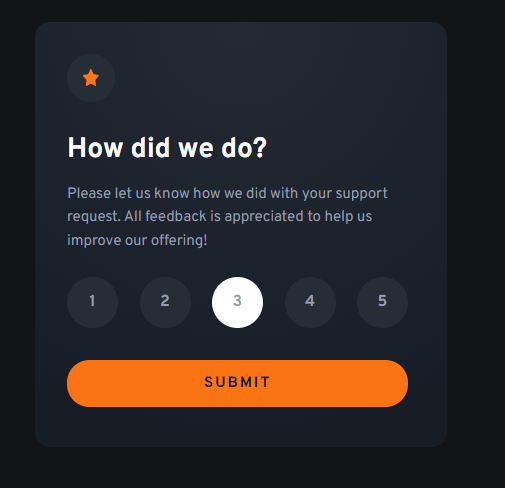 How did we do?
Please let us know how we did with your support
request. All feedback is appreciated to help us
improve our offering!
1 2 3 4 5
SUBMIT